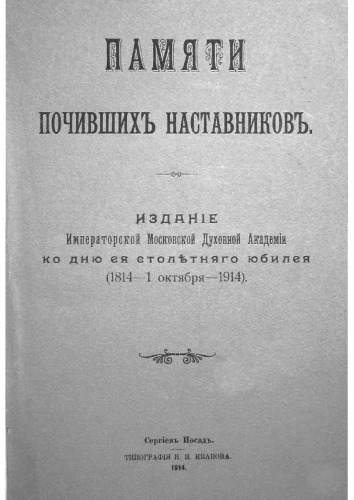 ПАМЯТИ
ПОЧИВШИХЪ НАСТАВНИКОВЪ.
ИЗДАНІЕ
Императорской Московской Духовной Академіи
ко дню ея столѣтняго юбилея
(1814—1 октября—1914).
Сергіевъ Посадъ.
ТИПОГРАФІЯ И. И. ИВАНОВА.
1914.